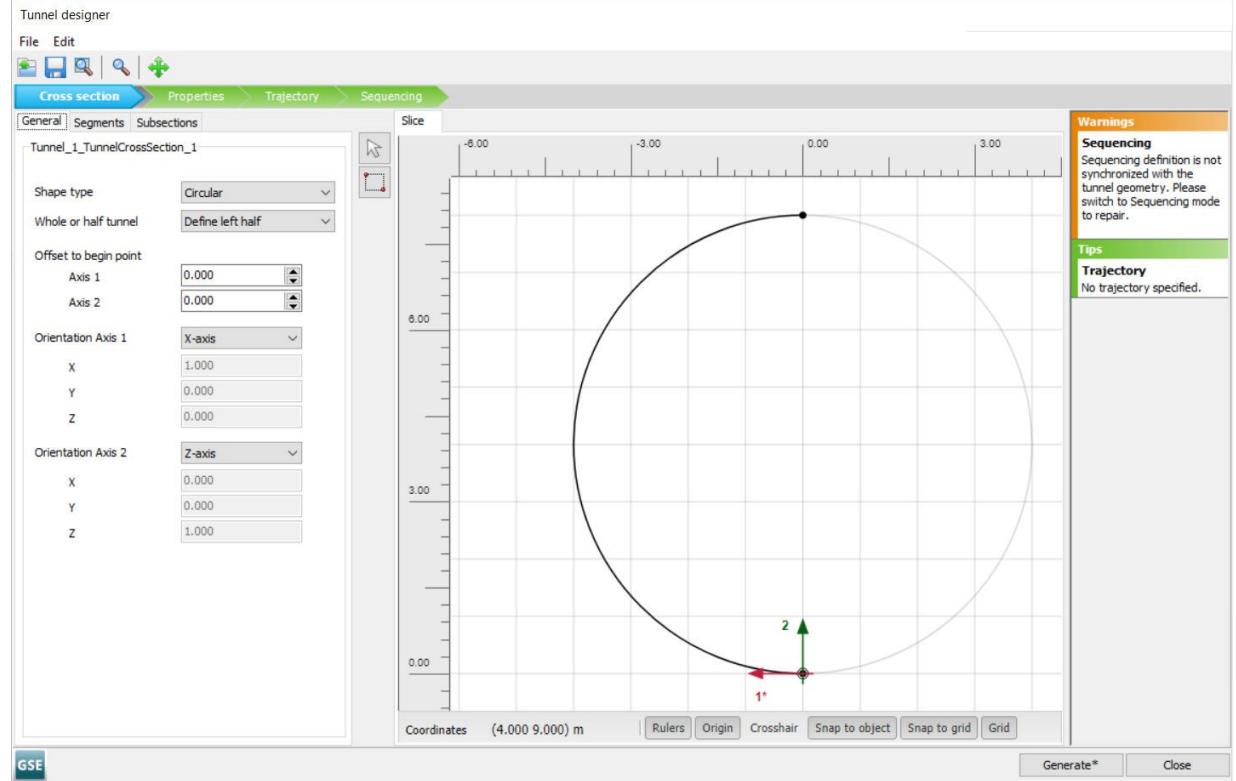 Tunnel designer
File Edit
Cross section Properties Trajectory Sequencing
General Segments Subsections
Tunnel_1_TunnelCrossSection_1
Shape type Circular
Whole or half tunnel Define left half
Offset to begin point
Axis 1 0.000
Axis 2 0.000
Orientation Axis 1 X-axis
X 1.000
Y 0.000
Z 0.000
Orientation Axis 2 Z-axis
X 0.000
Y 0.000
Z 1.000
Slice
-6.00 -3.00 0.00 3.00
6.00
3.00
0.00
2
1*
Coordinates (4.000 9.000) m Rulers Origin Crosshair Snap to object Snap to grid Grid
Warnings
Sequencing
Sequencing definition is not
synchronized with the
tunnel geometry. Please
switch to Sequencing mode
to repair.
Tips
Trajectory
No trajectory specified.
GSE
Generate* Close